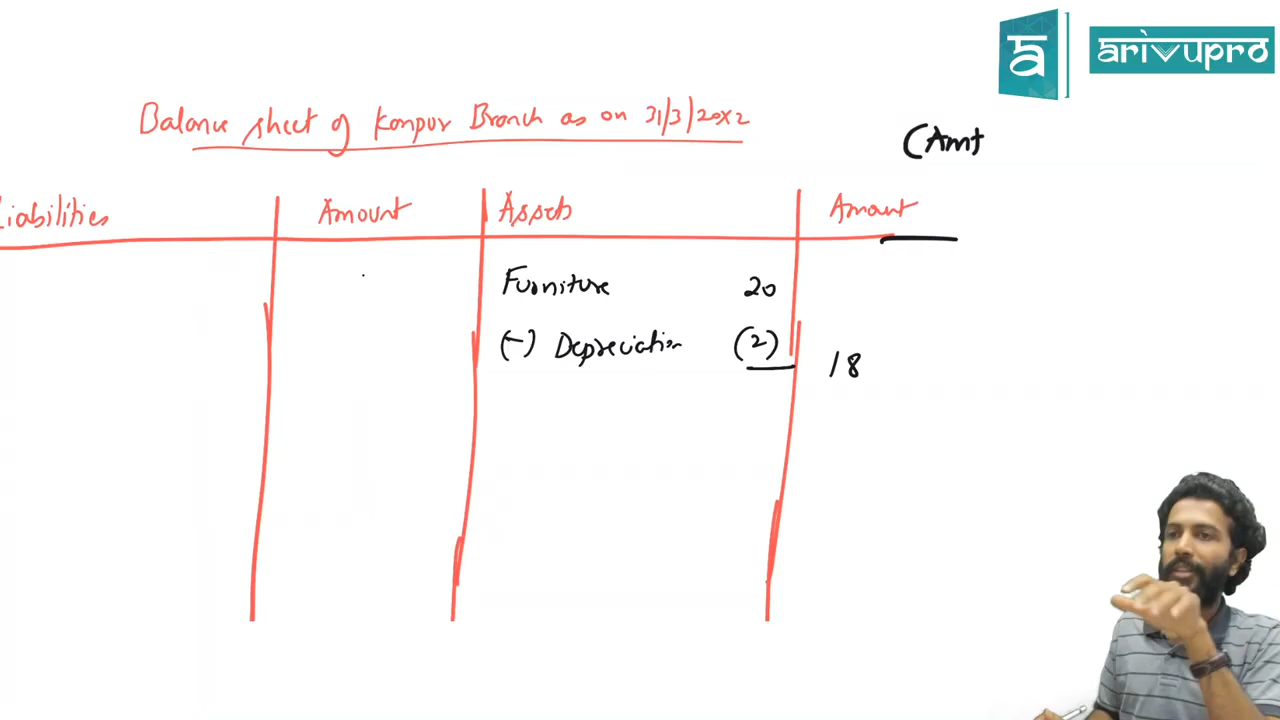 arivupro
Balance sheet of Kanpur Branch as on 31/3/20x2
(Amt
Liabilities Amount Assets Amount
Furniture 20
(-) Depreciation (2) 18